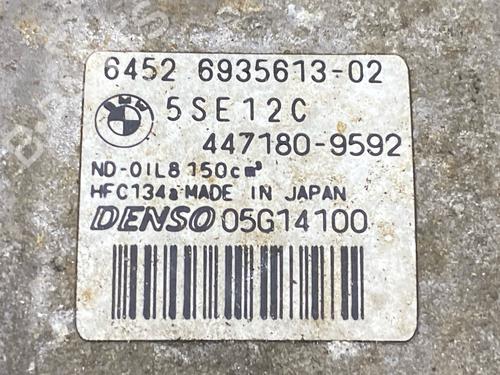 6452 6935613-02
5SE12C
447180-9592
ND-OIL8 150cm³
HFC134a MADE IN JAPAN
DENSO 05G14100